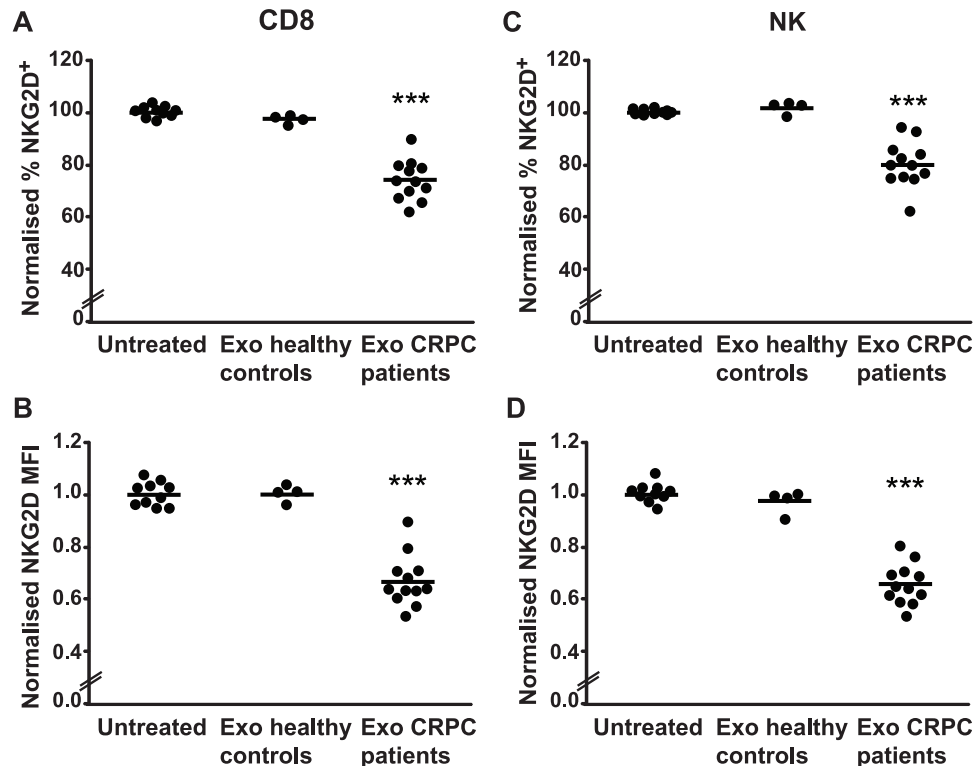 A
CD8
Normalised % NKG2D+
120
100
80
60
40
0
***
Untreated
Exo healthy
controls
Exo CRPC
patients
C
NK
Normalised % NKG2D+
120
100
80
60
40
0
***
Untreated
Exo healthy
controls
Exo CRPC
patients
B
Normalised NKG2D MFI
1.2
1.0
0.8
0.6
0.4
0.0
***
Untreated
Exo healthy
controls
Exo CRPC
patients
D
Normalised NKG2D MFI
1.2
1.0
0.8
0.6
0.4
0.0
***
Untreated
Exo healthy
controls
Exo CRPC
patients